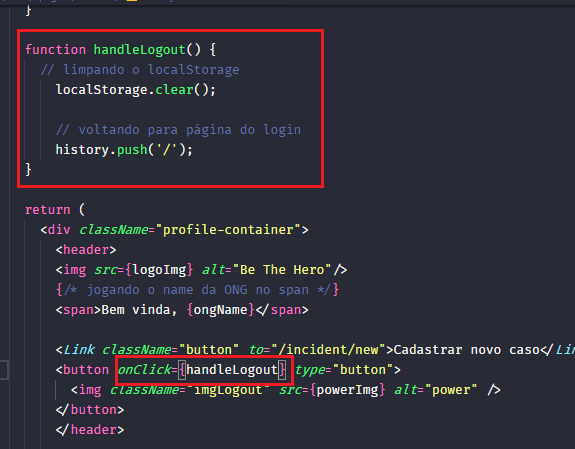 }
function handleLogout() {
// limpando o localStorage
localStorage.clear();
// voltando para página do login
history.push('/');
}
return (
<div className="profile-container">
<header>
<img src={logoImg} alt="Be The Hero"/>
{/* jogando o name da ONG no span */}
<span>Bem vinda, {ongName}</span>
<Link className="button" to="/incident/new">Cadastrar novo caso</Lin
<button onClick={handleLogout} type="button">
<img className="imgLogout" src={powerImg} alt="power" />
</button>
</header>